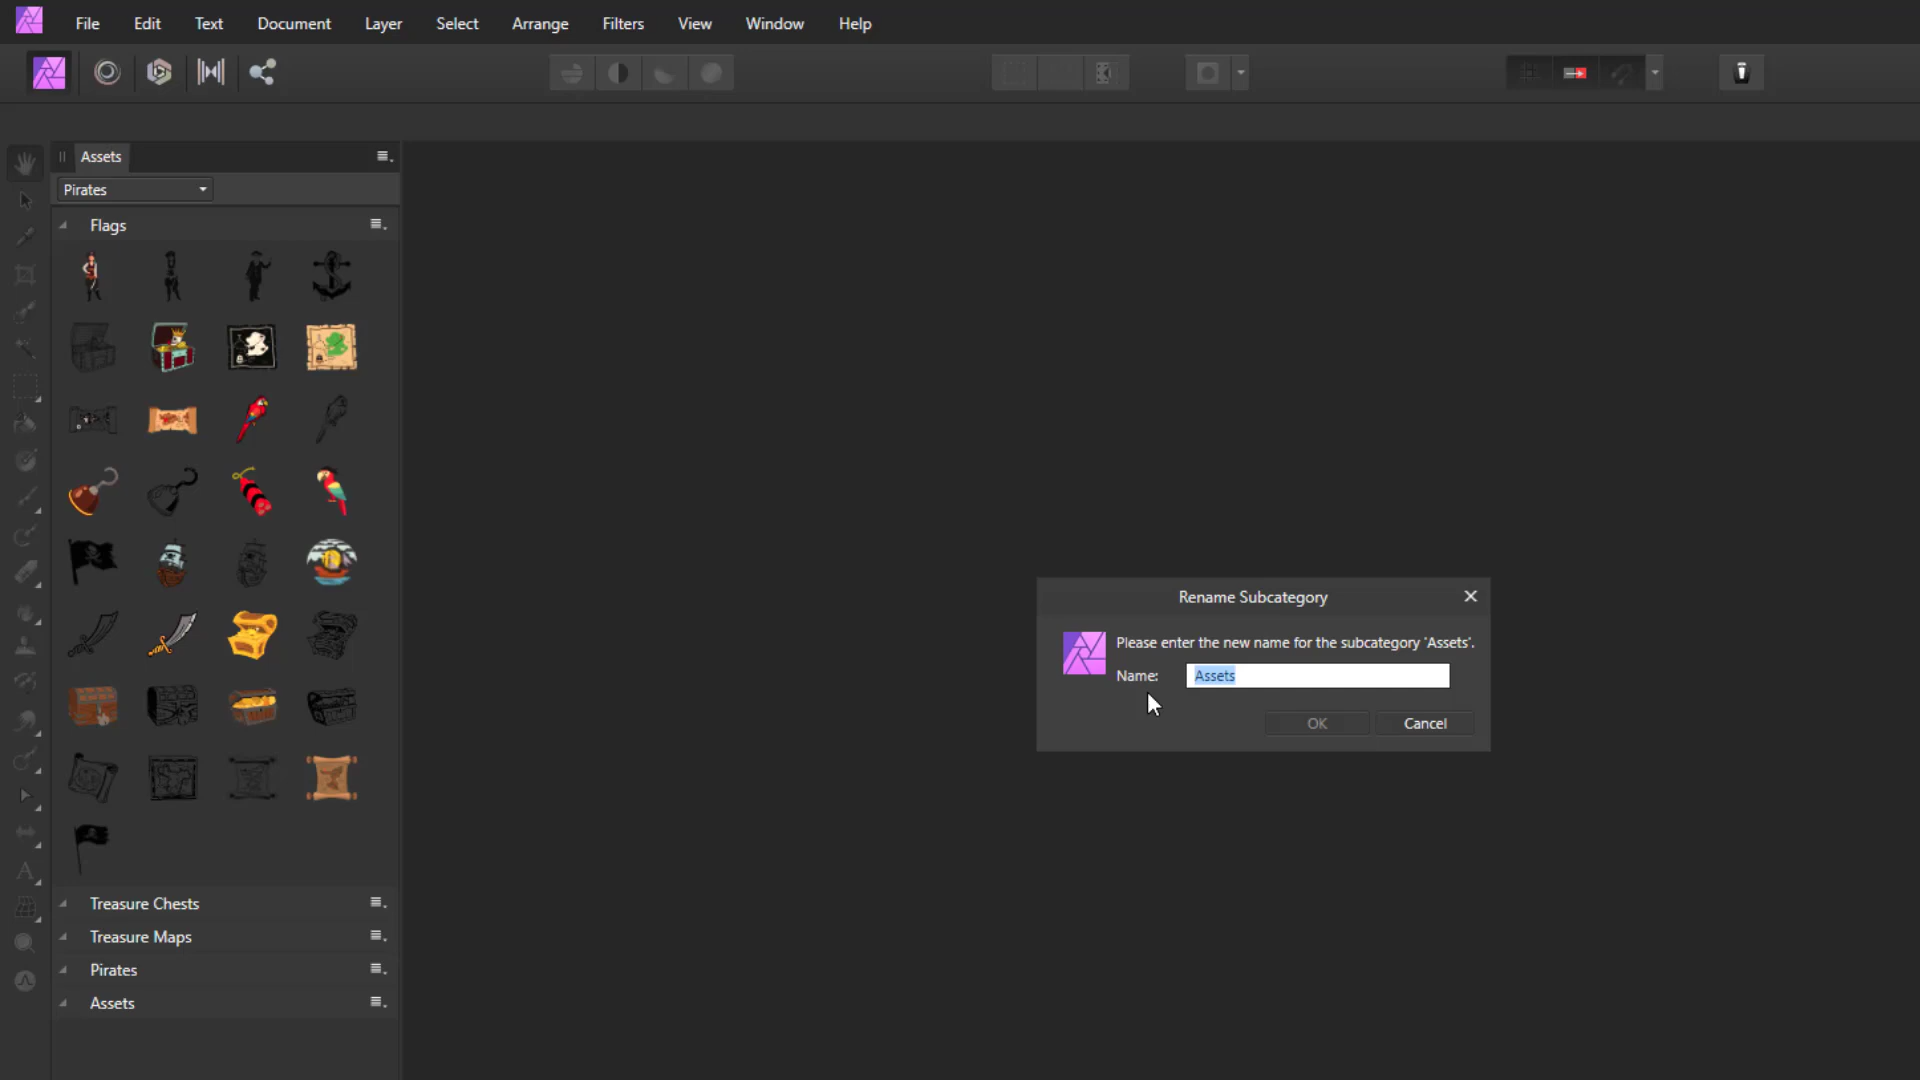 File Edit Text Document Layer Select Arrange Filters View Window Help
Assets
Pirates
Flags
Treasure Chests
Treasure Maps
Pirates
Assets
Rename Subcategory
Please enter the new name for the subcategory 'Assets'.
Name: Assets
OK Cancel